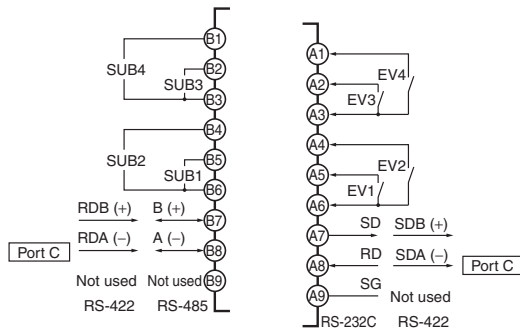 B1
SUB4
B2
SUB3
B3
B4
SUB2
B5
SUB1
B6
RDB (+) B (+) B7
Port C RDA (−) A (−) B8
Not used Not used B9
RS-422 RS-485
A1
A2 EV4
EV3
A3
A4
EV2
A5
EV1
A6
A7 SD SDB (+)
A8 RD SDA (−) Port C
A9 SG Not used
RS-232C RS-422